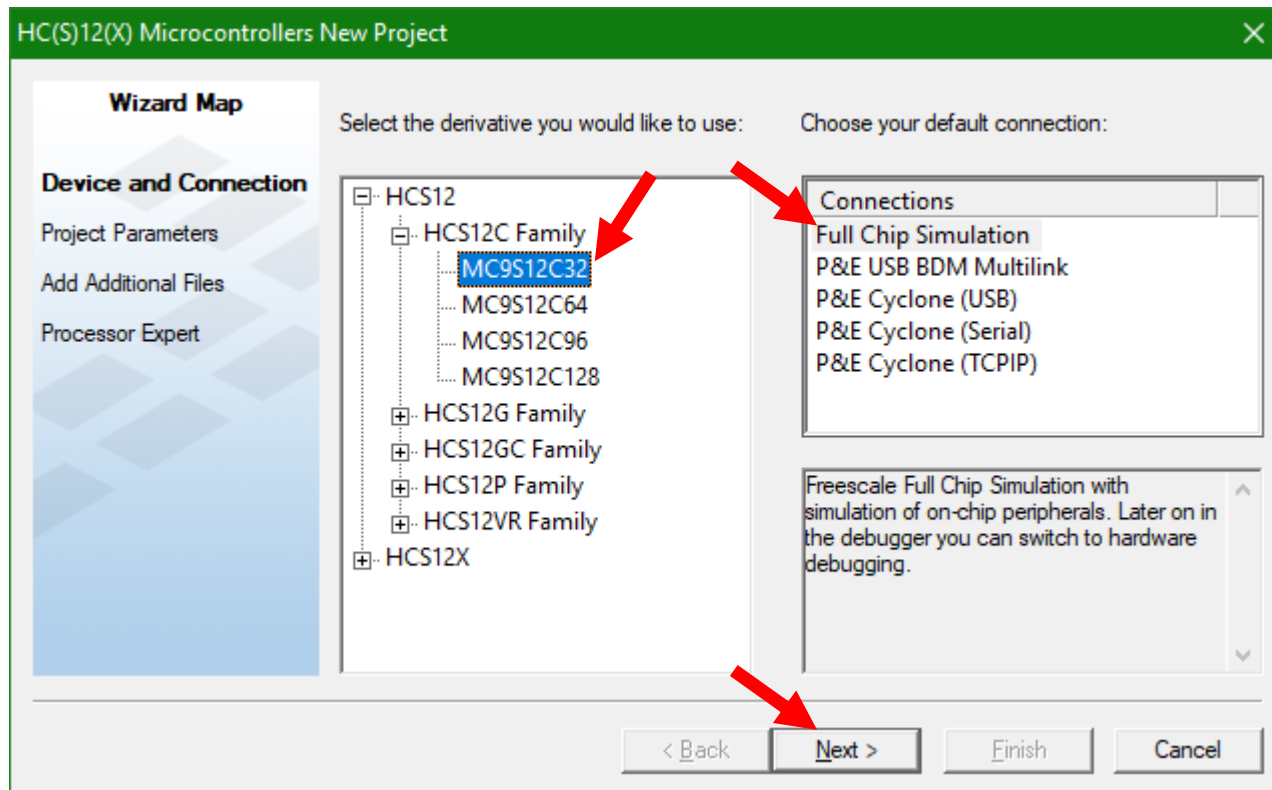 HC(S)12(X) Microcontrollers New Project
Wizard Map
Device and Connection
Project Parameters
Add Additional Files
Processor Expert
Select the derivative you would like to use:
HCS12
HCS12C Family
MC9S12C32
MC9S12C64
MC9S12C96
MC9S12C128
HCS12G Family
HCS12GC Family
HCS12P Family
HCS12VR Family
HCS12X
Choose your default connection:
Connections
Full Chip Simulation
P&E USB BDM Multilink
P&E Cyclone (USB)
P&E Cyclone (Serial)
P&E Cyclone (TCPIP)
Freescale Full Chip Simulation with
simulation of on-chip peripherals. Later on in
the debugger you can switch to hardware
debugging.
< Back
Next >
Finish
Cancel